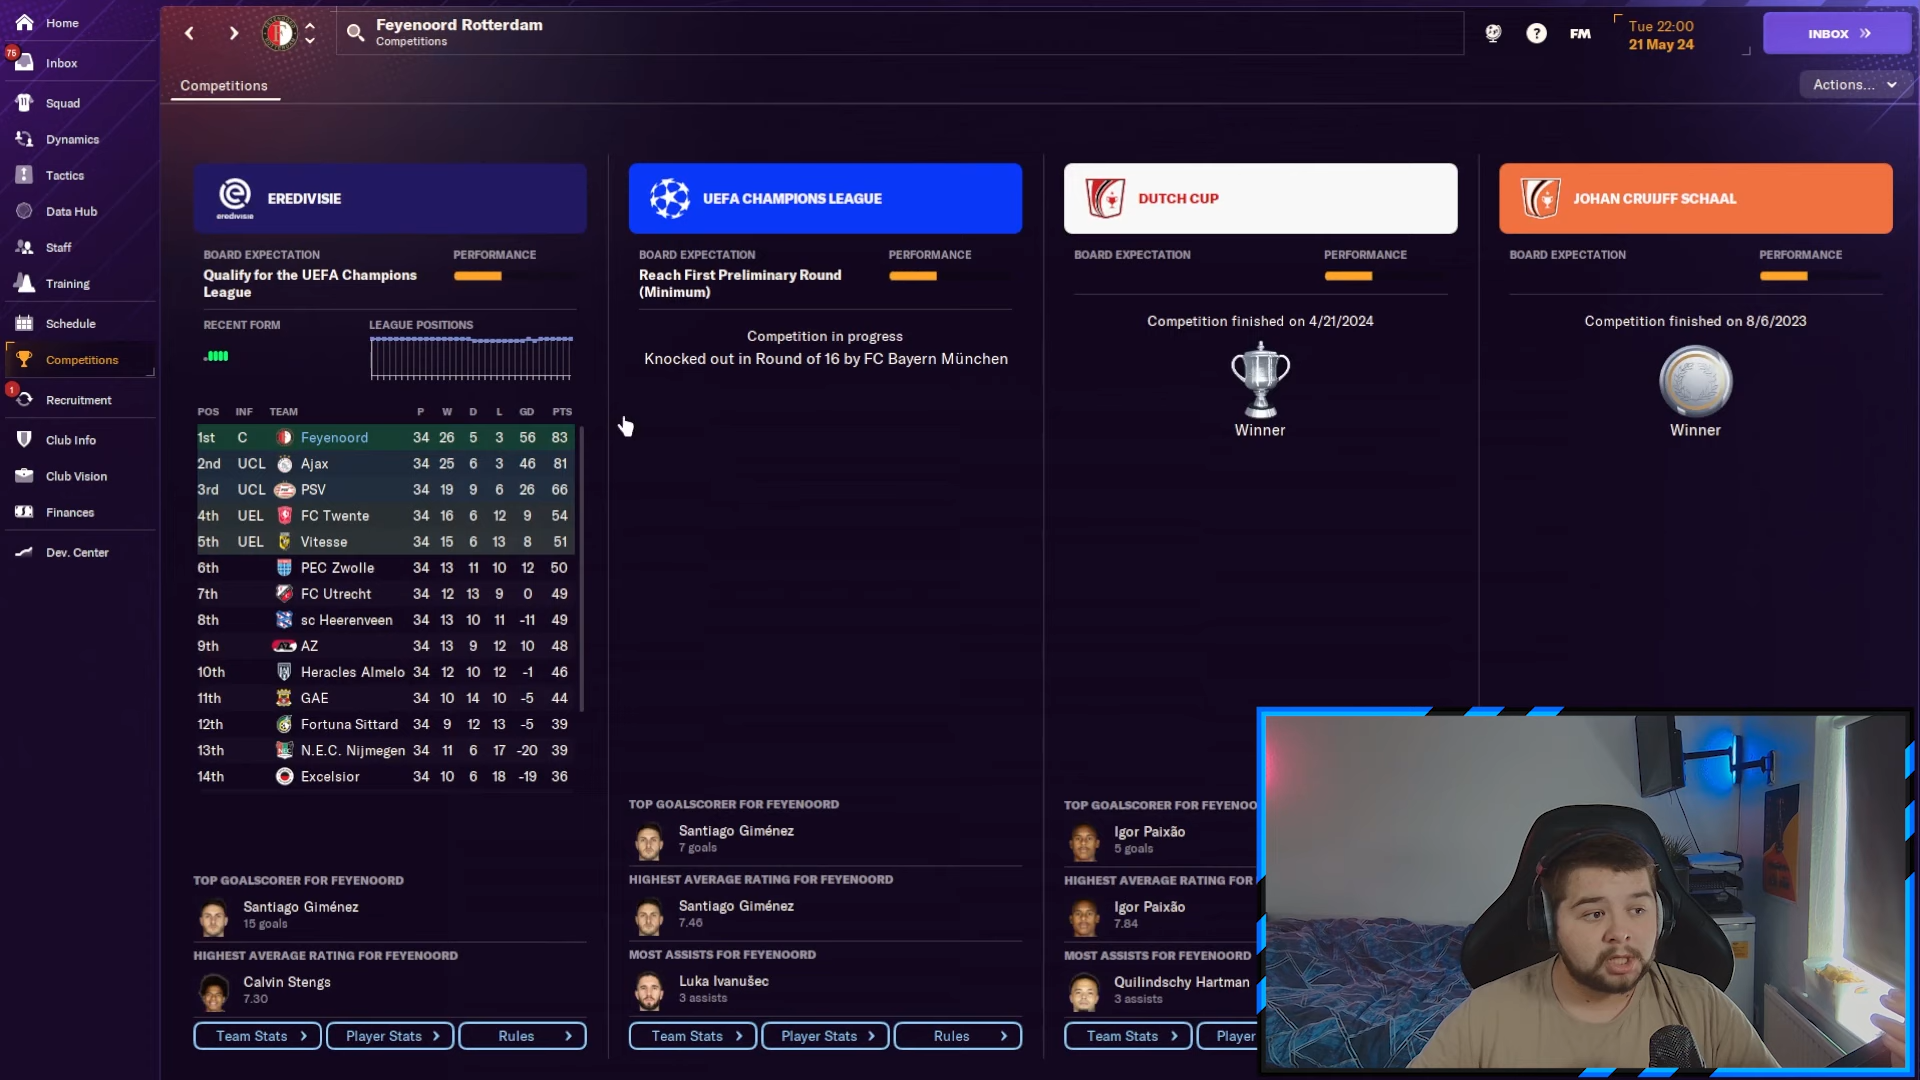 Home
75
Inbox
Squad
Dynamics
Tactics
Data Hub
Staff
Training
Schedule
Competitions
1
Recruitment
Club Info
Club Vision
Finances
Dev. Center
Feyenoord Rotterdam
Competitions
?
FM
Tue 22:00
21 May 24
INBOX
Competitions
Actions...
eredivisie
EREDIVISIE
BOARD EXPECTATION PERFORMANCE
Qualify for the UEFA Champions
League
RECENT FORM LEAGUE POSITIONS
POS INF TEAM P W D L GD PTS
1st C Feyenoord 34 26 5 3 56 83
2nd UCL Ajax 34 25 6 3 46 81
3rd UCL PSV 34 19 9 6 26 66
4th UEL FC Twente 34 16 6 12 9 54
5th UEL Vitesse 34 15 6 13 8 51
6th PEC Zwolle 34 13 11 10 12 50
7th FC Utrecht 34 12 13 9 0 49
8th sc Heerenveen 34 13 10 11 -11 49
9th AZ 34 13 9 12 10 48
10th Heracles Almelo 34 12 10 12 -1 46
11th GAE 34 10 14 10 -5 44
12th Fortuna Sittard 34 9 12 13 -5 39
13th N.E.C. Nijmegen 34 11 6 17 -20 39
14th Excelsior 34 10 6 18 -19 36
TOP GOALSCORER FOR FEYENOORD
Santiago Giménez
15 goals
HIGHEST AVERAGE RATING FOR FEYENOORD
Calvin Stengs
7.30
Team Stats Player Stats Rules
UEFA CHAMPIONS LEAGUE
BOARD EXPECTATION PERFORMANCE
Reach First Preliminary Round
(Minimum)
Competition in progress
Knocked out in Round of 16 by FC Bayern München
TOP GOALSCORER FOR FEYENOORD
Santiago Giménez
7 goals
HIGHEST AVERAGE RATING FOR FEYENOORD
Santiago Giménez
7.46
MOST ASSISTS FOR FEYENOORD
Luka Ivanušec
3 assists
Team Stats Player Stats Rules
DUTCH CUP
BOARD EXPECTATION PERFORMANCE
Competition finished on 4/21/2024
Winner
TOP GOALSCORER FOR FEYENOO
Igor Paixão
5 goals
HIGHEST AVERAGE RATING FOR
Igor Paixão
7.84
MOST ASSISTS FOR FEYENOORD
Quilindschy Hartman
3 assists
Team Stats Player
JOHAN CRUIJFF SCHAAL
BOARD EXPECTATION PERFORMANCE
Competition finished on 8/6/2023
Winner